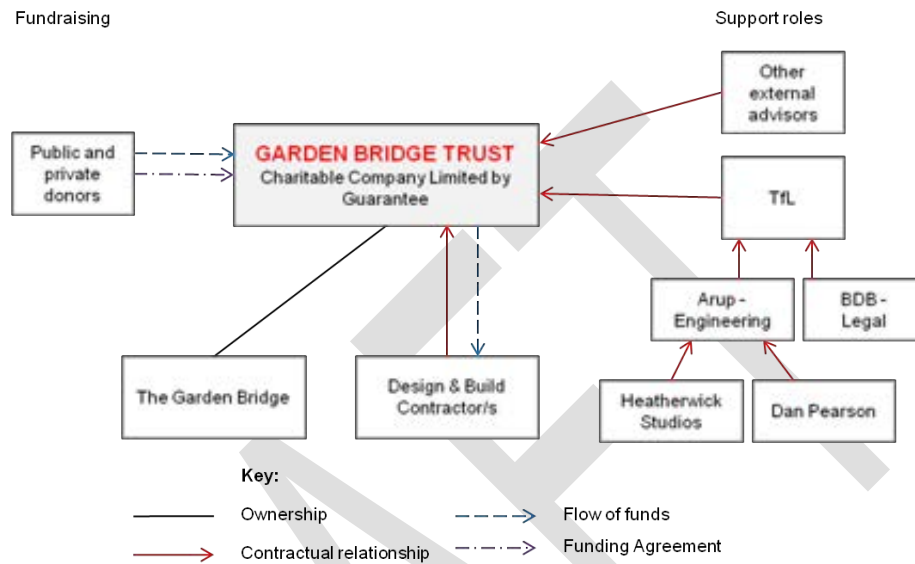 Fundraising
Support roles
Other
external
advisors
Public and
private
donors
GARDEN BRIDGE TRUST
Charitable Company Limited by
Guarantee
TfL
Arup -
Engineering
BDB -
Legal
The Garden Bridge
Design & Build
Contractor/s
Heatherwick
Studios
Dan Pearson
Key:
Ownership
Flow of funds
Contractual relationship
Funding Agreement